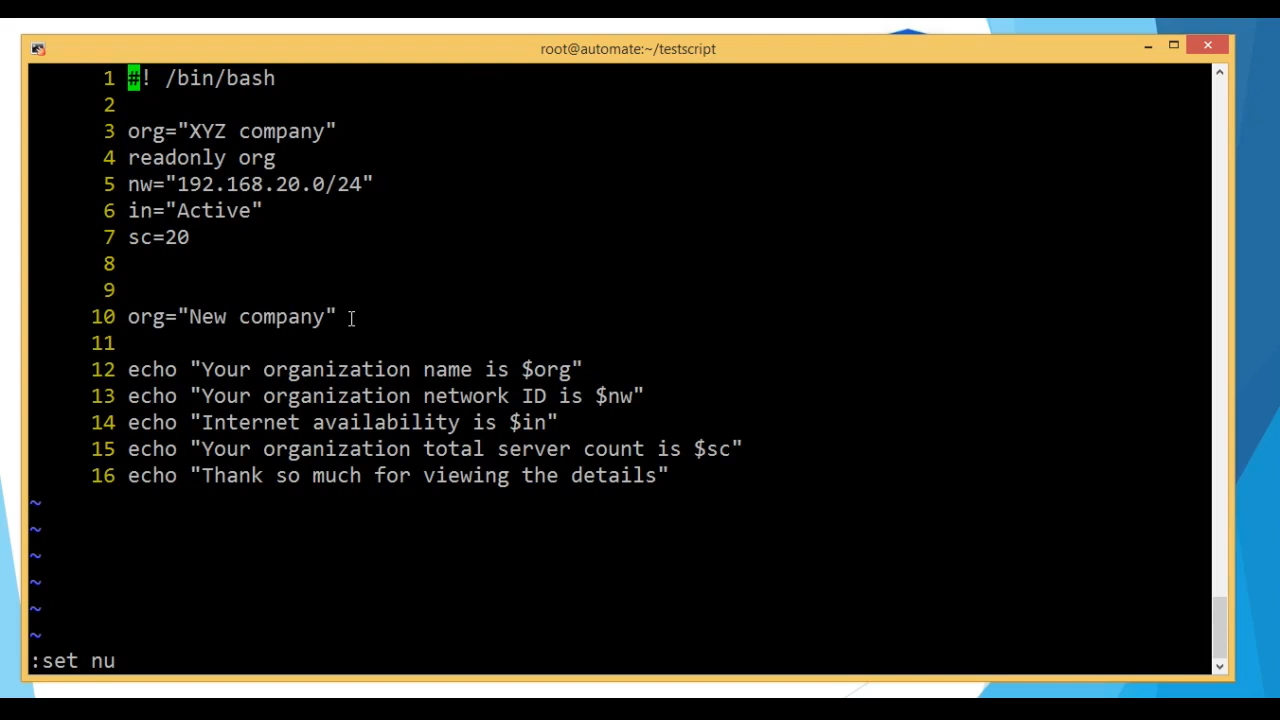 root@automate:~/testscript
1 #! /bin/bash
2
3 org="XYZ company"
4 readonly org
5 nw="192.168.20.0/24"
6 in="Active"
7 sc=20
8
9
10 org="New company"
11
12 echo "Your organization name is $org"
13 echo "Your organization network ID is $nw"
14 echo "Internet availability is $in"
15 echo "Your organization total server count is $sc"
16 echo "Thank so much for viewing the details"
~
~
~
~
~
~
:set nu